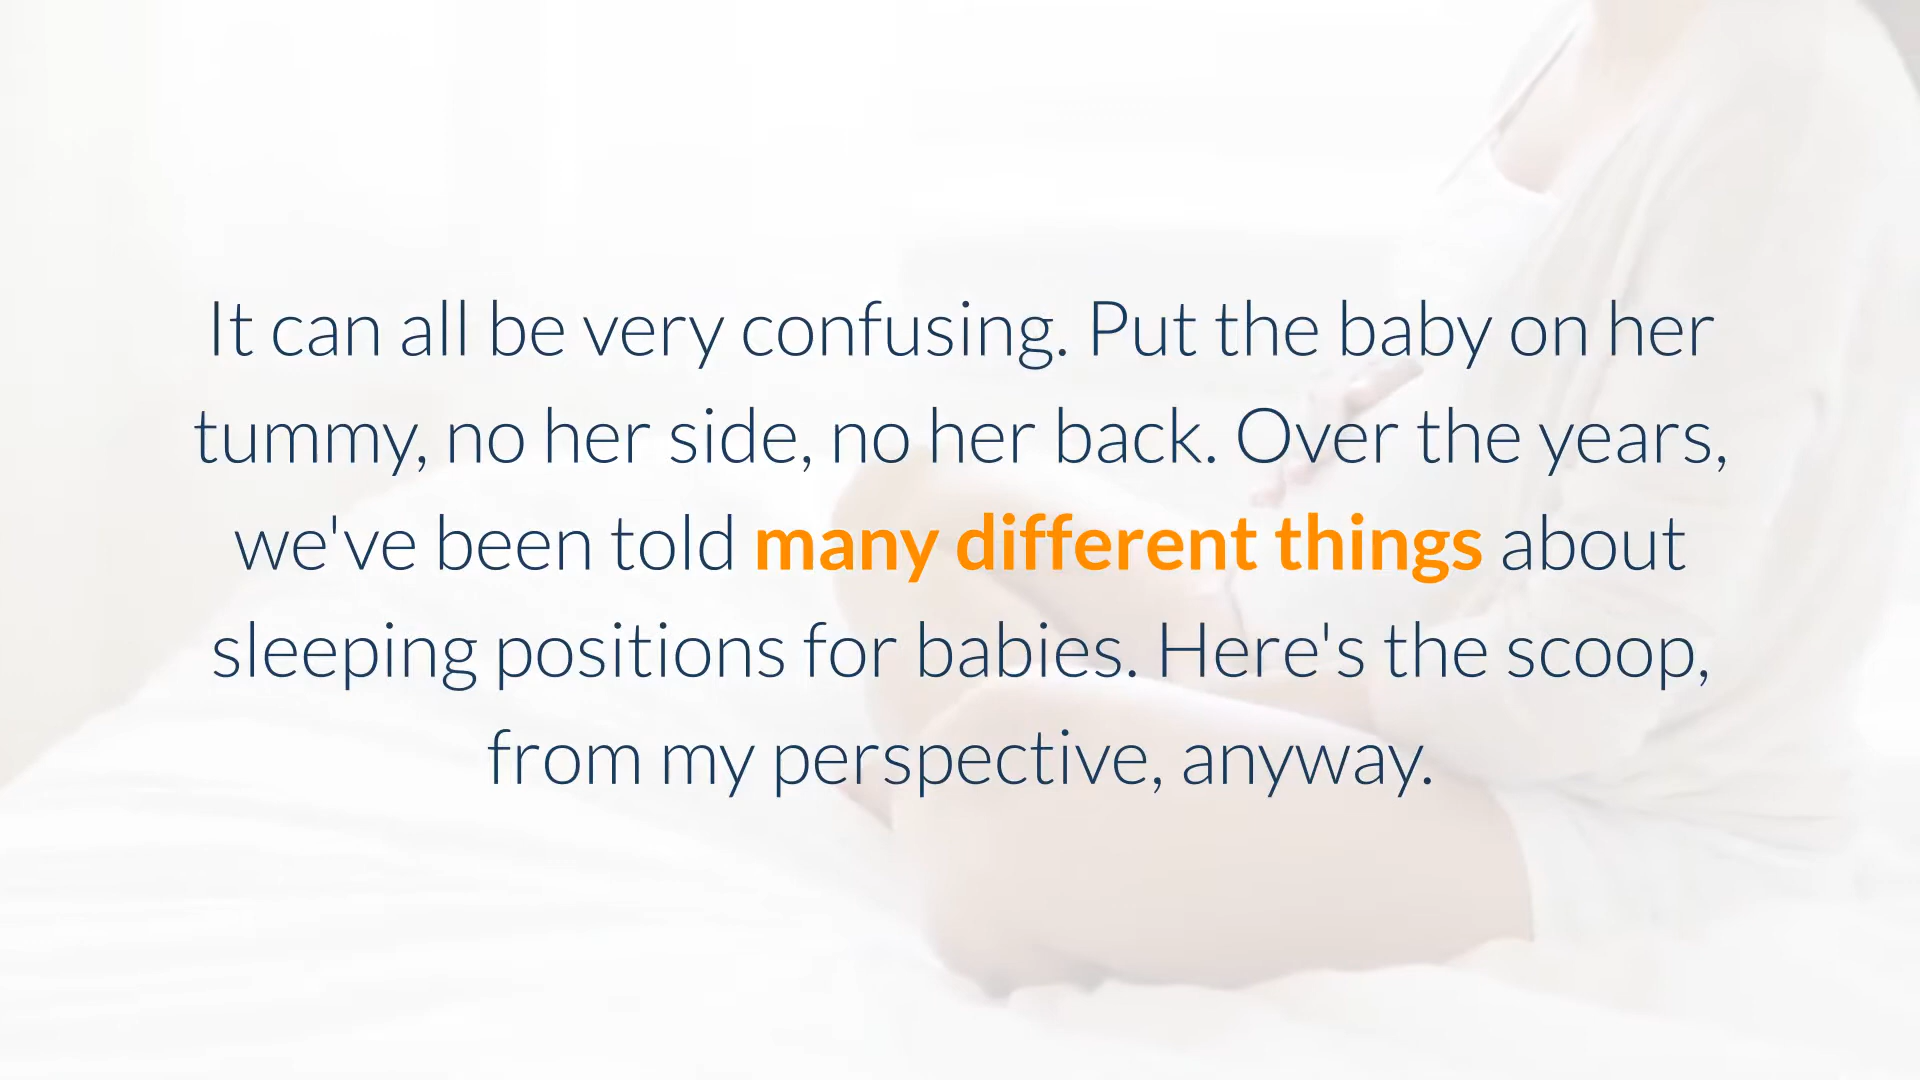 It can all be very confusing. Put the baby on her
tummy, no her side, no her back. Over the years,
we've been told many different things about
sleeping positions for babies. Here's the scoop,
from my perspective, anyway.